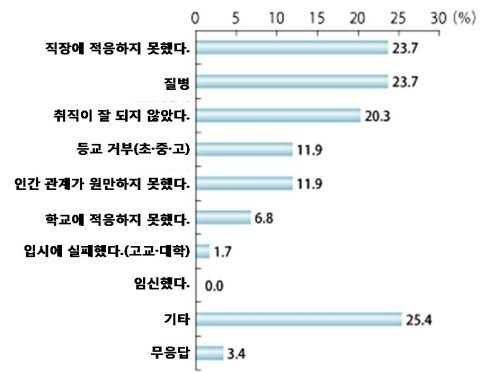 0 5 10 15 20 25 30 (%)
직장에 적응하지 못했다. 23.7
질병 23.7
취직이 잘 되지 않았다. 20.3
등교 거부(초·중·고) 11.9
인간 관계가 원만하지 못했다. 11.9
학교에 적응하지 못했다. 6.8
입시에 실패했다.(고교·대학) 1.7
임신했다. 0.0
기타 25.4
무응답 3.4